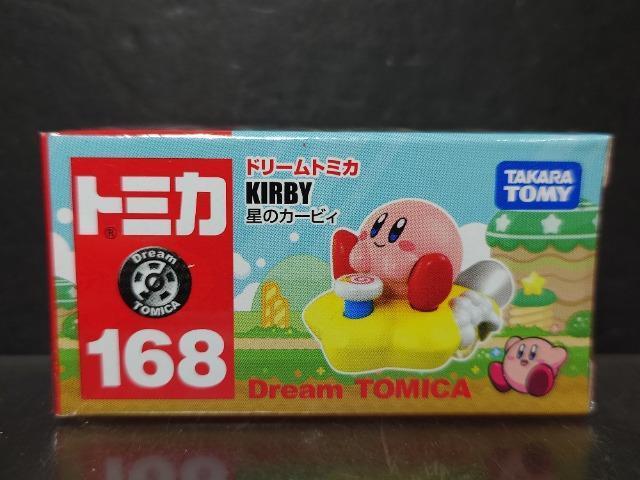 トミカ
®
Dream
TOMICA
168
ドリームトミカ
KIRBY
星のカービィ
TAKARA
TOMY
Dream TOMICA